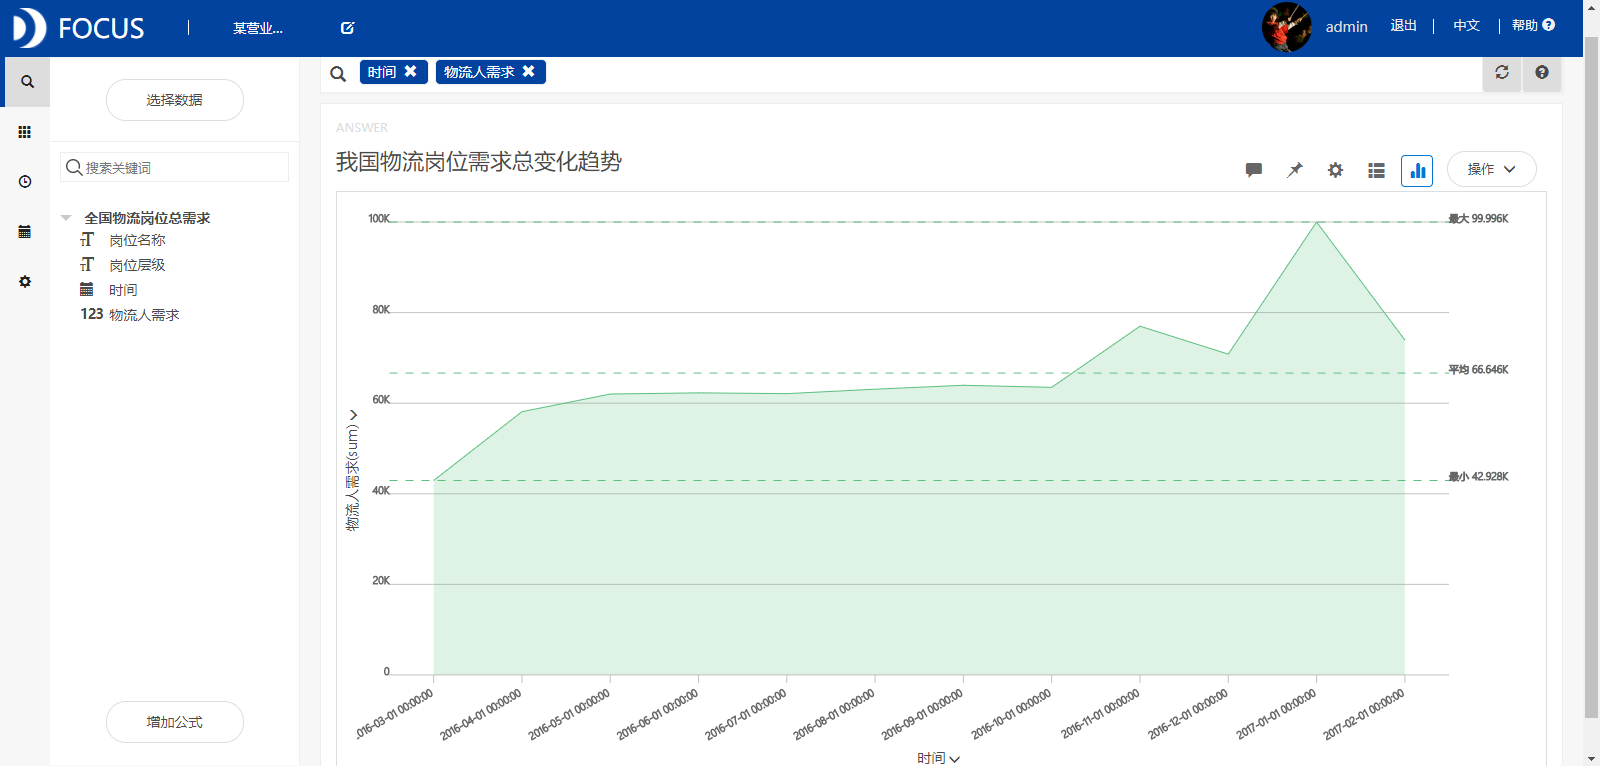 FOCUS
某营业...
admin
退出
中文
帮助
时间
物流人需求
选择数据
搜索关键词
全国物流岗位总需求
岗位名称
岗位层级
时间
123 物流人需求
增加公式
ANSWER
我国物流岗位需求总变化趋势
操作
100K
80K
60K
40K
20K
0
物流人需求(sum)
最大 99.996K
平均 66.646K
最小 42.928K
016-03-01 00:00:00
2016-04-01 00:00:00
2016-05-01 00:00:00
2016-06-01 00:00:00
2016-07-01 00:00:00
2016-08-01 00:00:00
2016-09-01 00:00:00
2016-10-01 00:00:00
2016-11-01 00:00:00
2016-12-01 00:00:00
2017-01-01 00:00:00
2017-02-01 00:00:00
时间